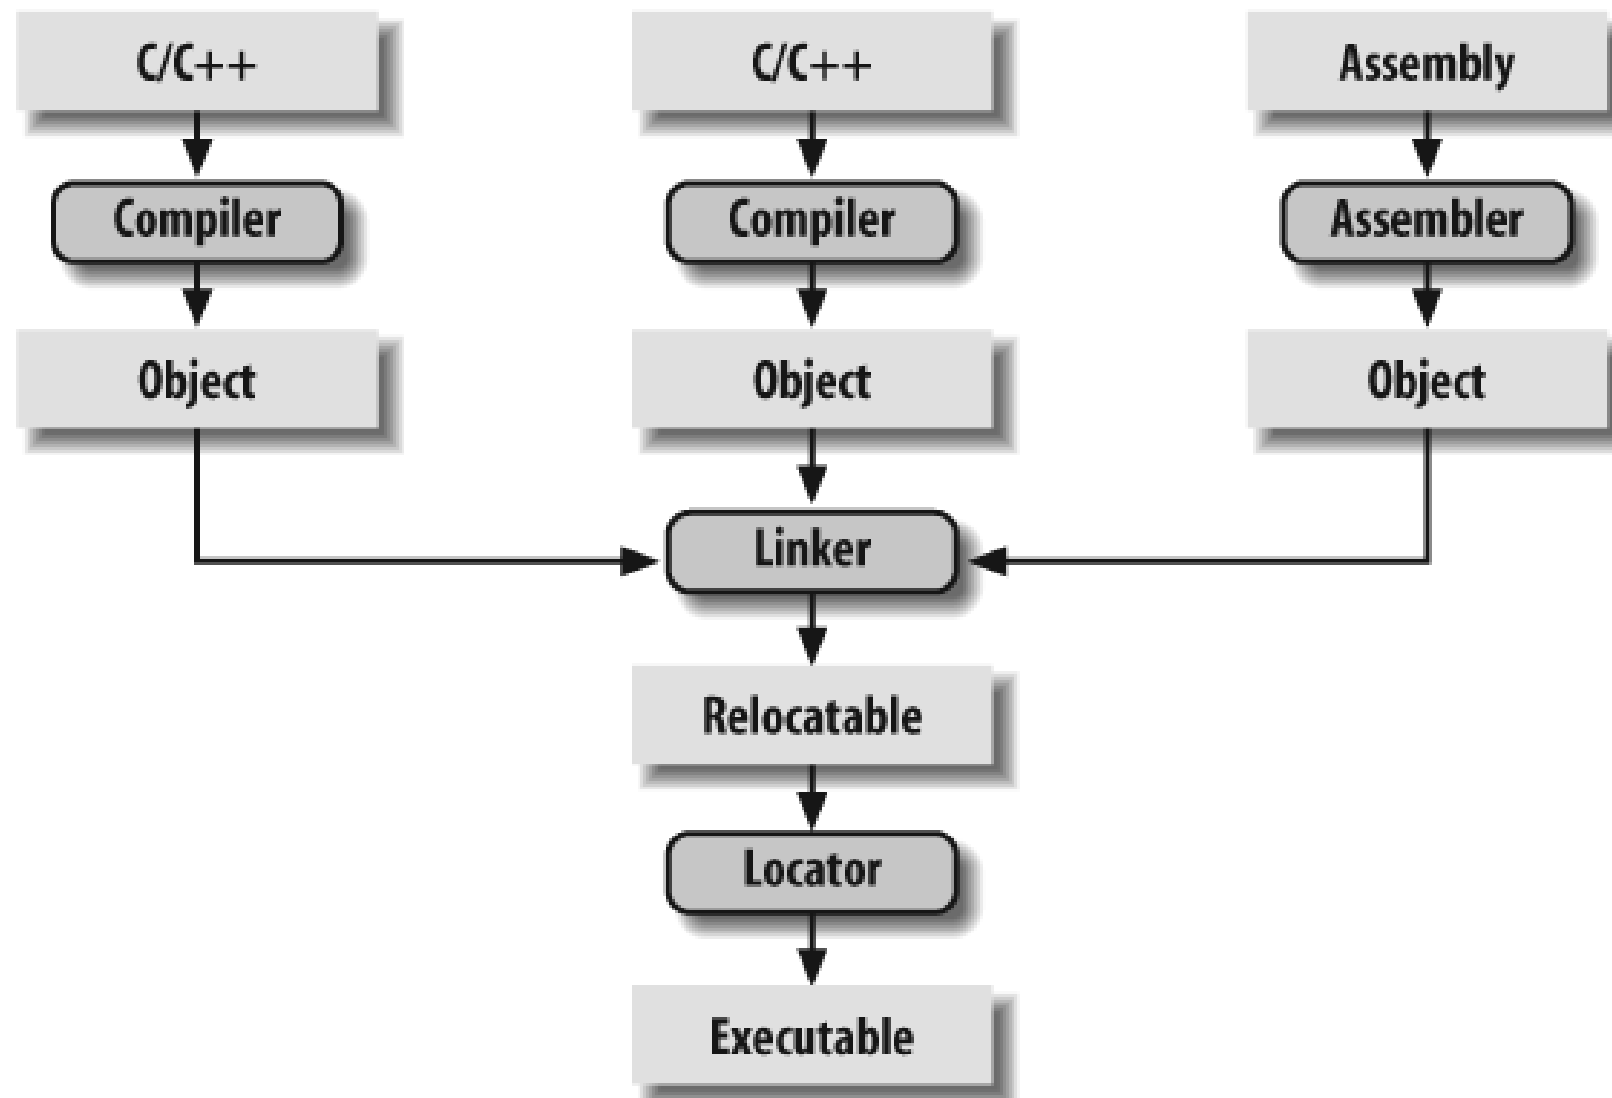 C/C++
C/C++
Assembly
Compiler
Compiler
Assembler
Object
Object
Object
Linker
Relocatable
Locator
Executable